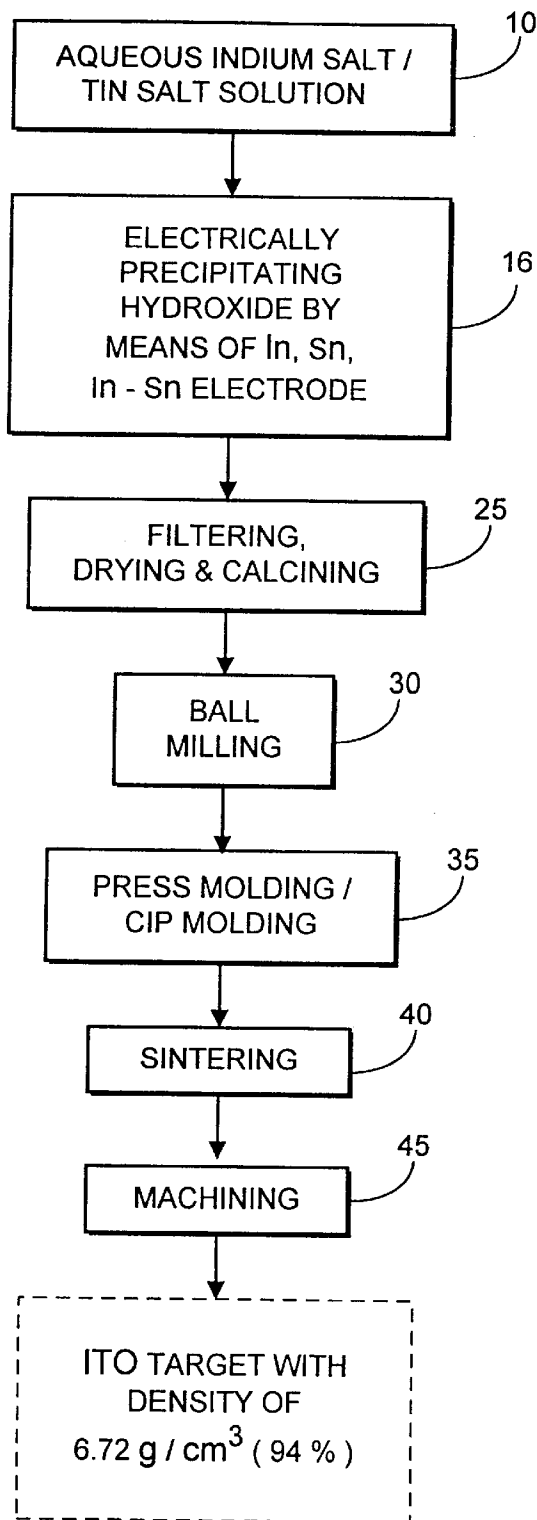 10
AQUEOUS INDIUM SALT /
TIN SALT SOLUTION
16
ELECTRICALLY
PRECIPITATING
HYDROXIDE BY
MEANS OF In, Sn,
In - Sn ELECTRODE
25
FILTERING,
DRYING & CALCINING
30
BALL
MILLING
35
PRESS MOLDING /
CIP MOLDING
40
SINTERING
45
MACHINING
ITO TARGET WITH
DENSITY OF
6.72 g / cm³ ( 94 % )